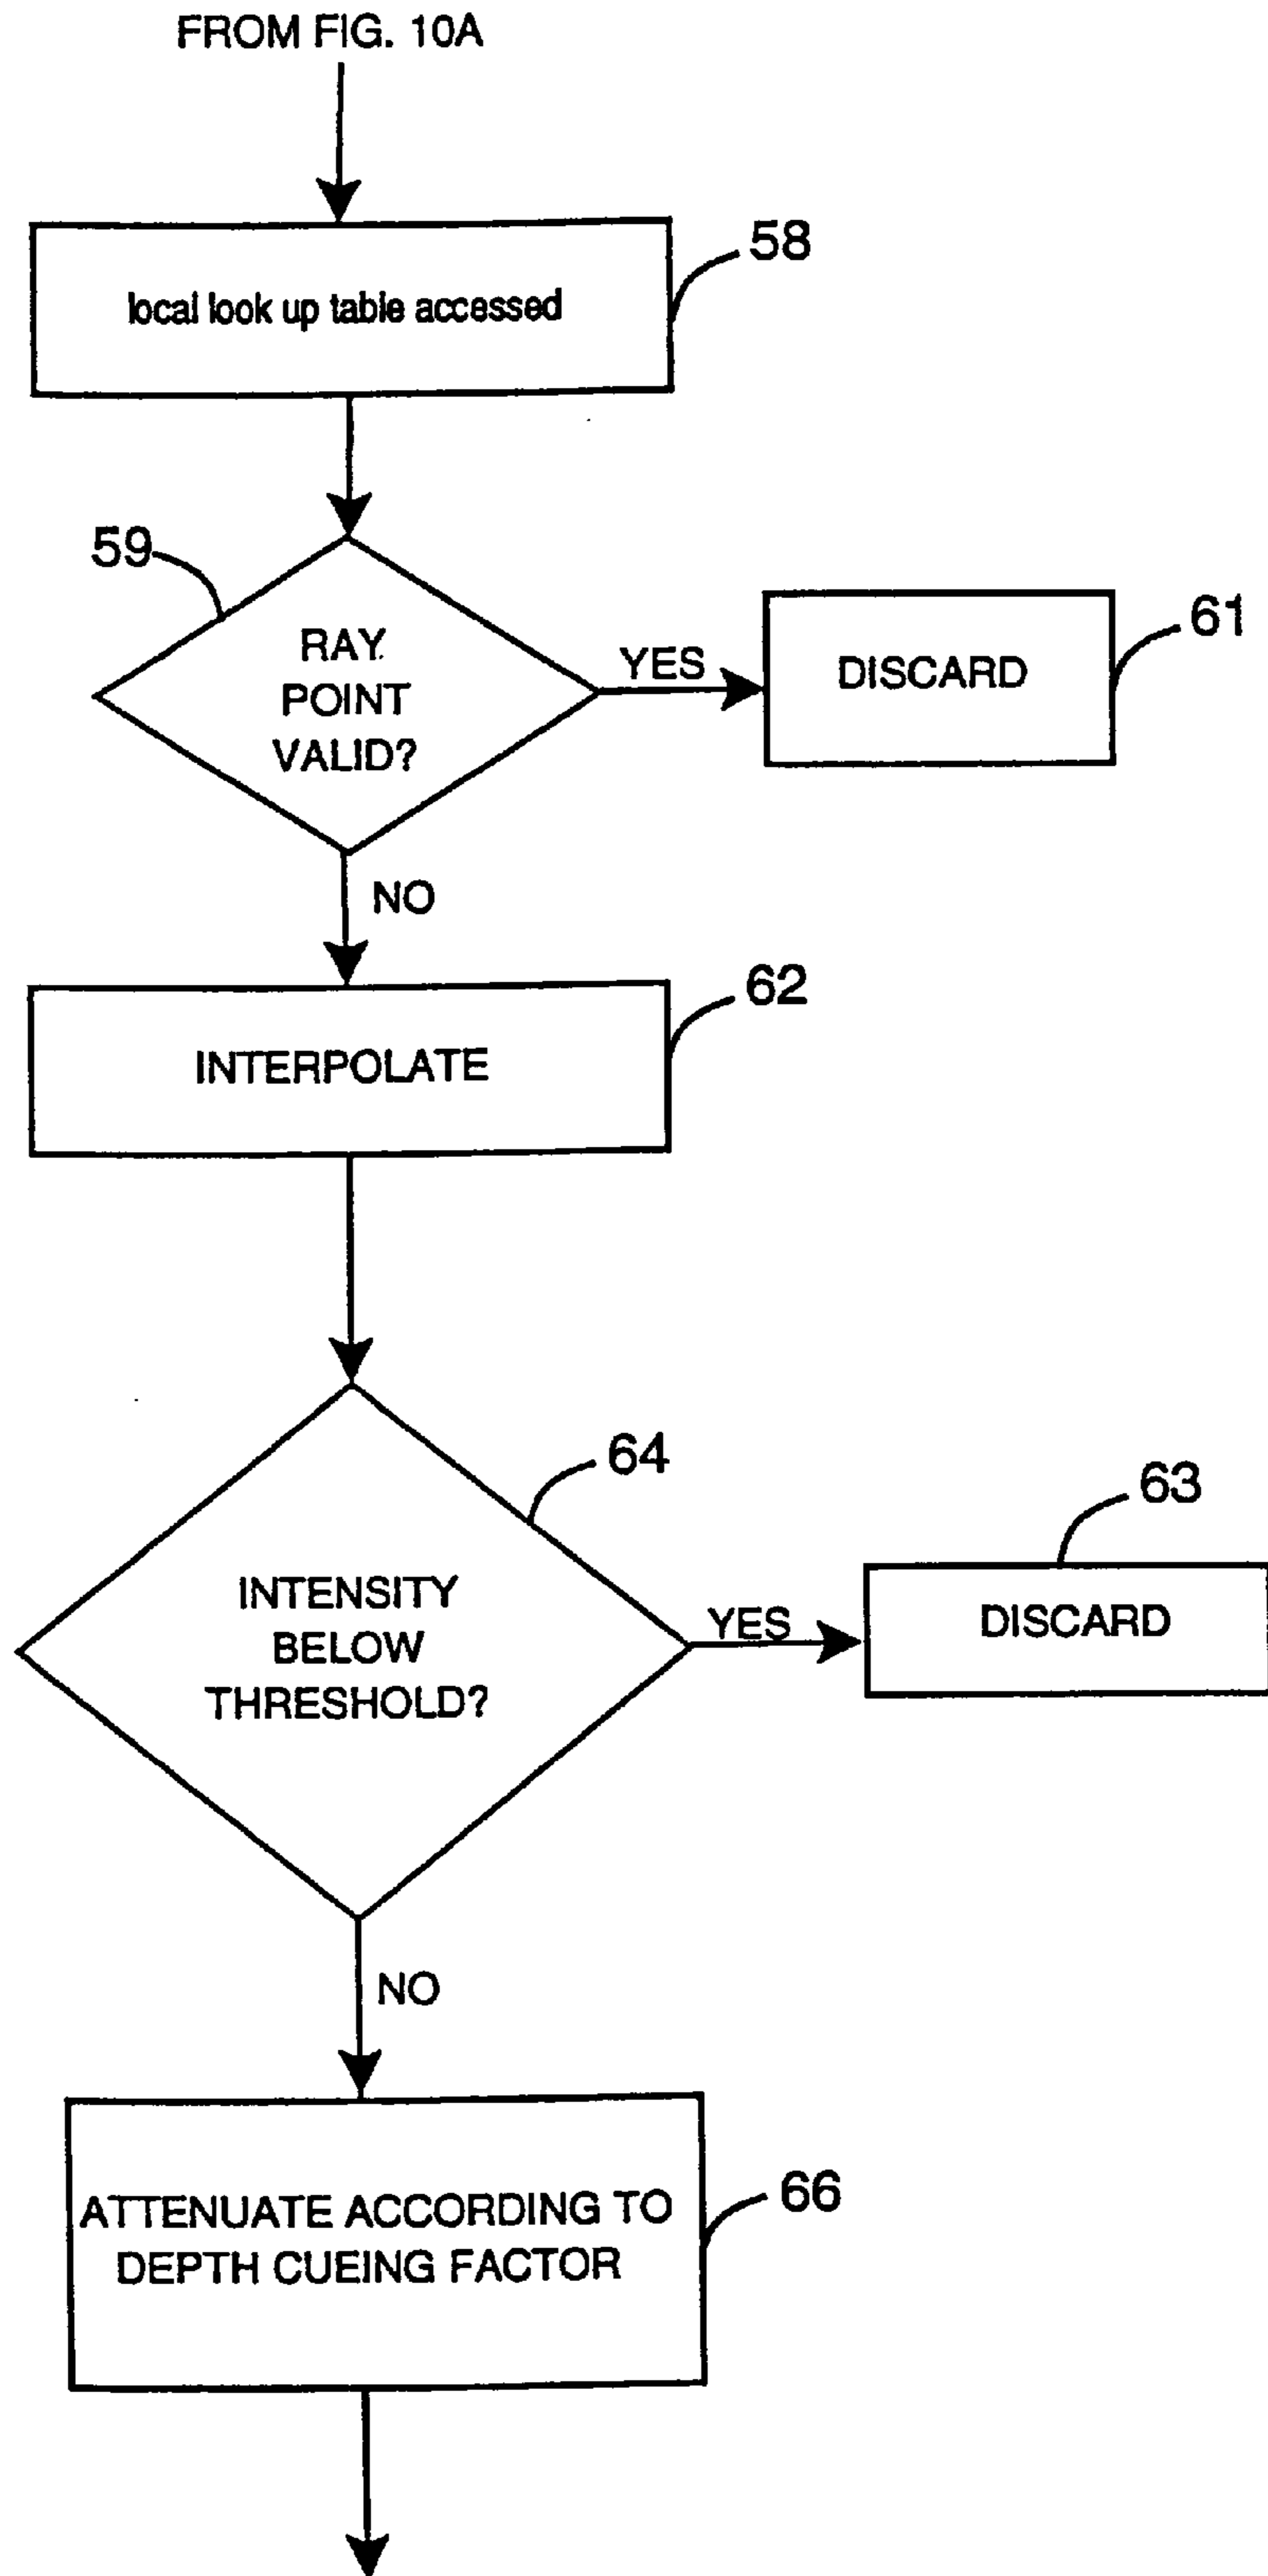 FROM FIG. 10A
local look up table accessed
58
59
RAY
POINT
VALID?
YES
DISCARD
61
NO
INTERPOLATE
62
64
INTENSITY
BELOW
THRESHOLD?
YES
DISCARD
63
NO
ATTENUATE ACCORDING TO
DEPTH CUEING FACTOR
66